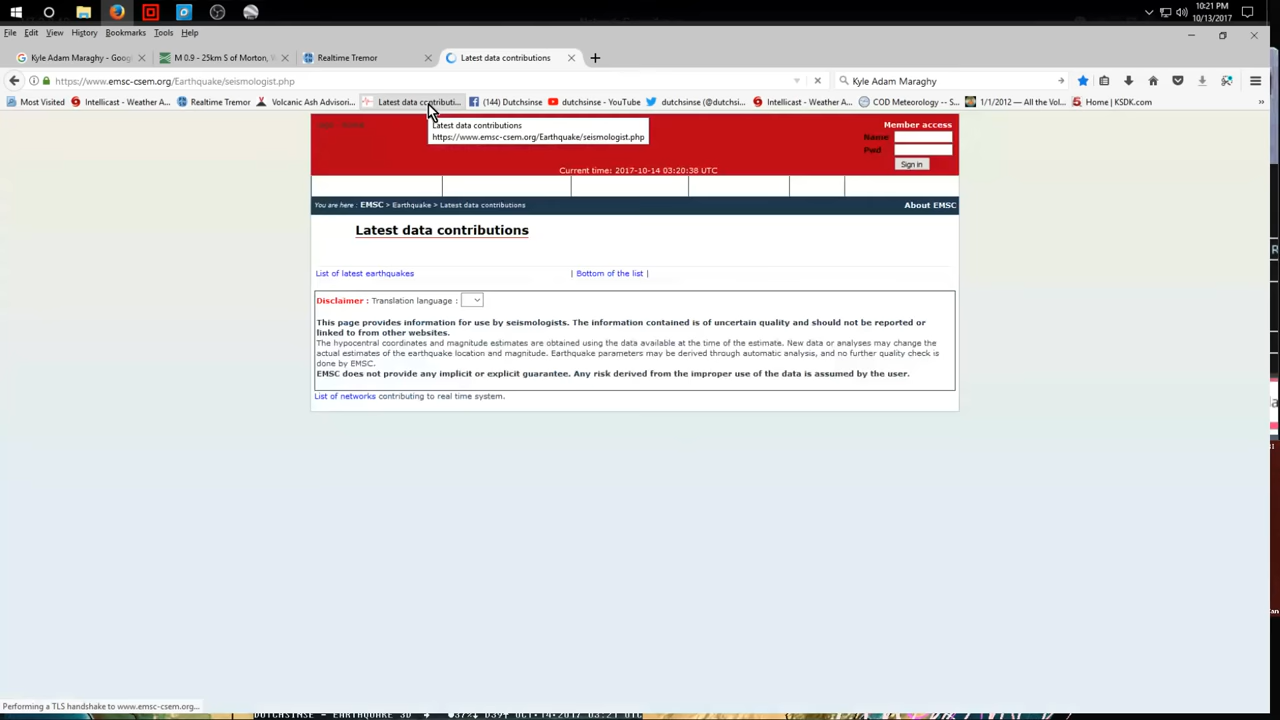 10:21 PM
10/13/2017
File Edit View History Bookmarks Tools Help
Kyle Adam Maraghy - Goog
M 0.9 - 25km S of Morton,
Realtime Tremor
Latest data contributions
https://www.emsc-csem.org/Earthquake/seismologist.php
Kyle Adam Maraghy
Most Visited
Intellicast - Weather A...
Realtime Tremor
Volcanic Ash Advisori...
Latest data contributi...
(144) Dutchsinse
dutchsinse - YouTube
dutchsinse (@dutchsi...
Intellicast - Weather A...
COD Meteorology -- S...
1/1/2012 -- All the Vol...
Home | KSDK.com
Latest data contributions
https://www.emsc-csem.org/Earthquake/seismologist.php
Member access
Name
Pwd
Sign in
Current time: 2017-10-14 03:20:38 UTC
You are here : EMSC > Earthquake > Latest data contributions
About EMSC
Latest data contributions
List of latest earthquakes
| Bottom of the list |
Disclaimer : Translation language :
This page provides information for use by seismologists. The information contained is of uncertain quality and should not be reported or
linked to from other websites.
The hypocentral coordinates and magnitude estimates are obtained using the data available at the time of the estimate. New data or analyses may change the
actual estimates of the earthquake location and magnitude. Earthquake parameters may be derived through automatic analysis, and no further quality check is
done by EMSC.
EMSC does not provide any implicit or explicit guarantee. Any risk derived from the improper use of the data is assumed by the user.
List of networks contributing to real time system.
Performing a TLS handshake to www.emsc-csem.org...
DUTCHSINSE - EARTHQUAKE 3D
OCT-14-2017 03:21 UTC